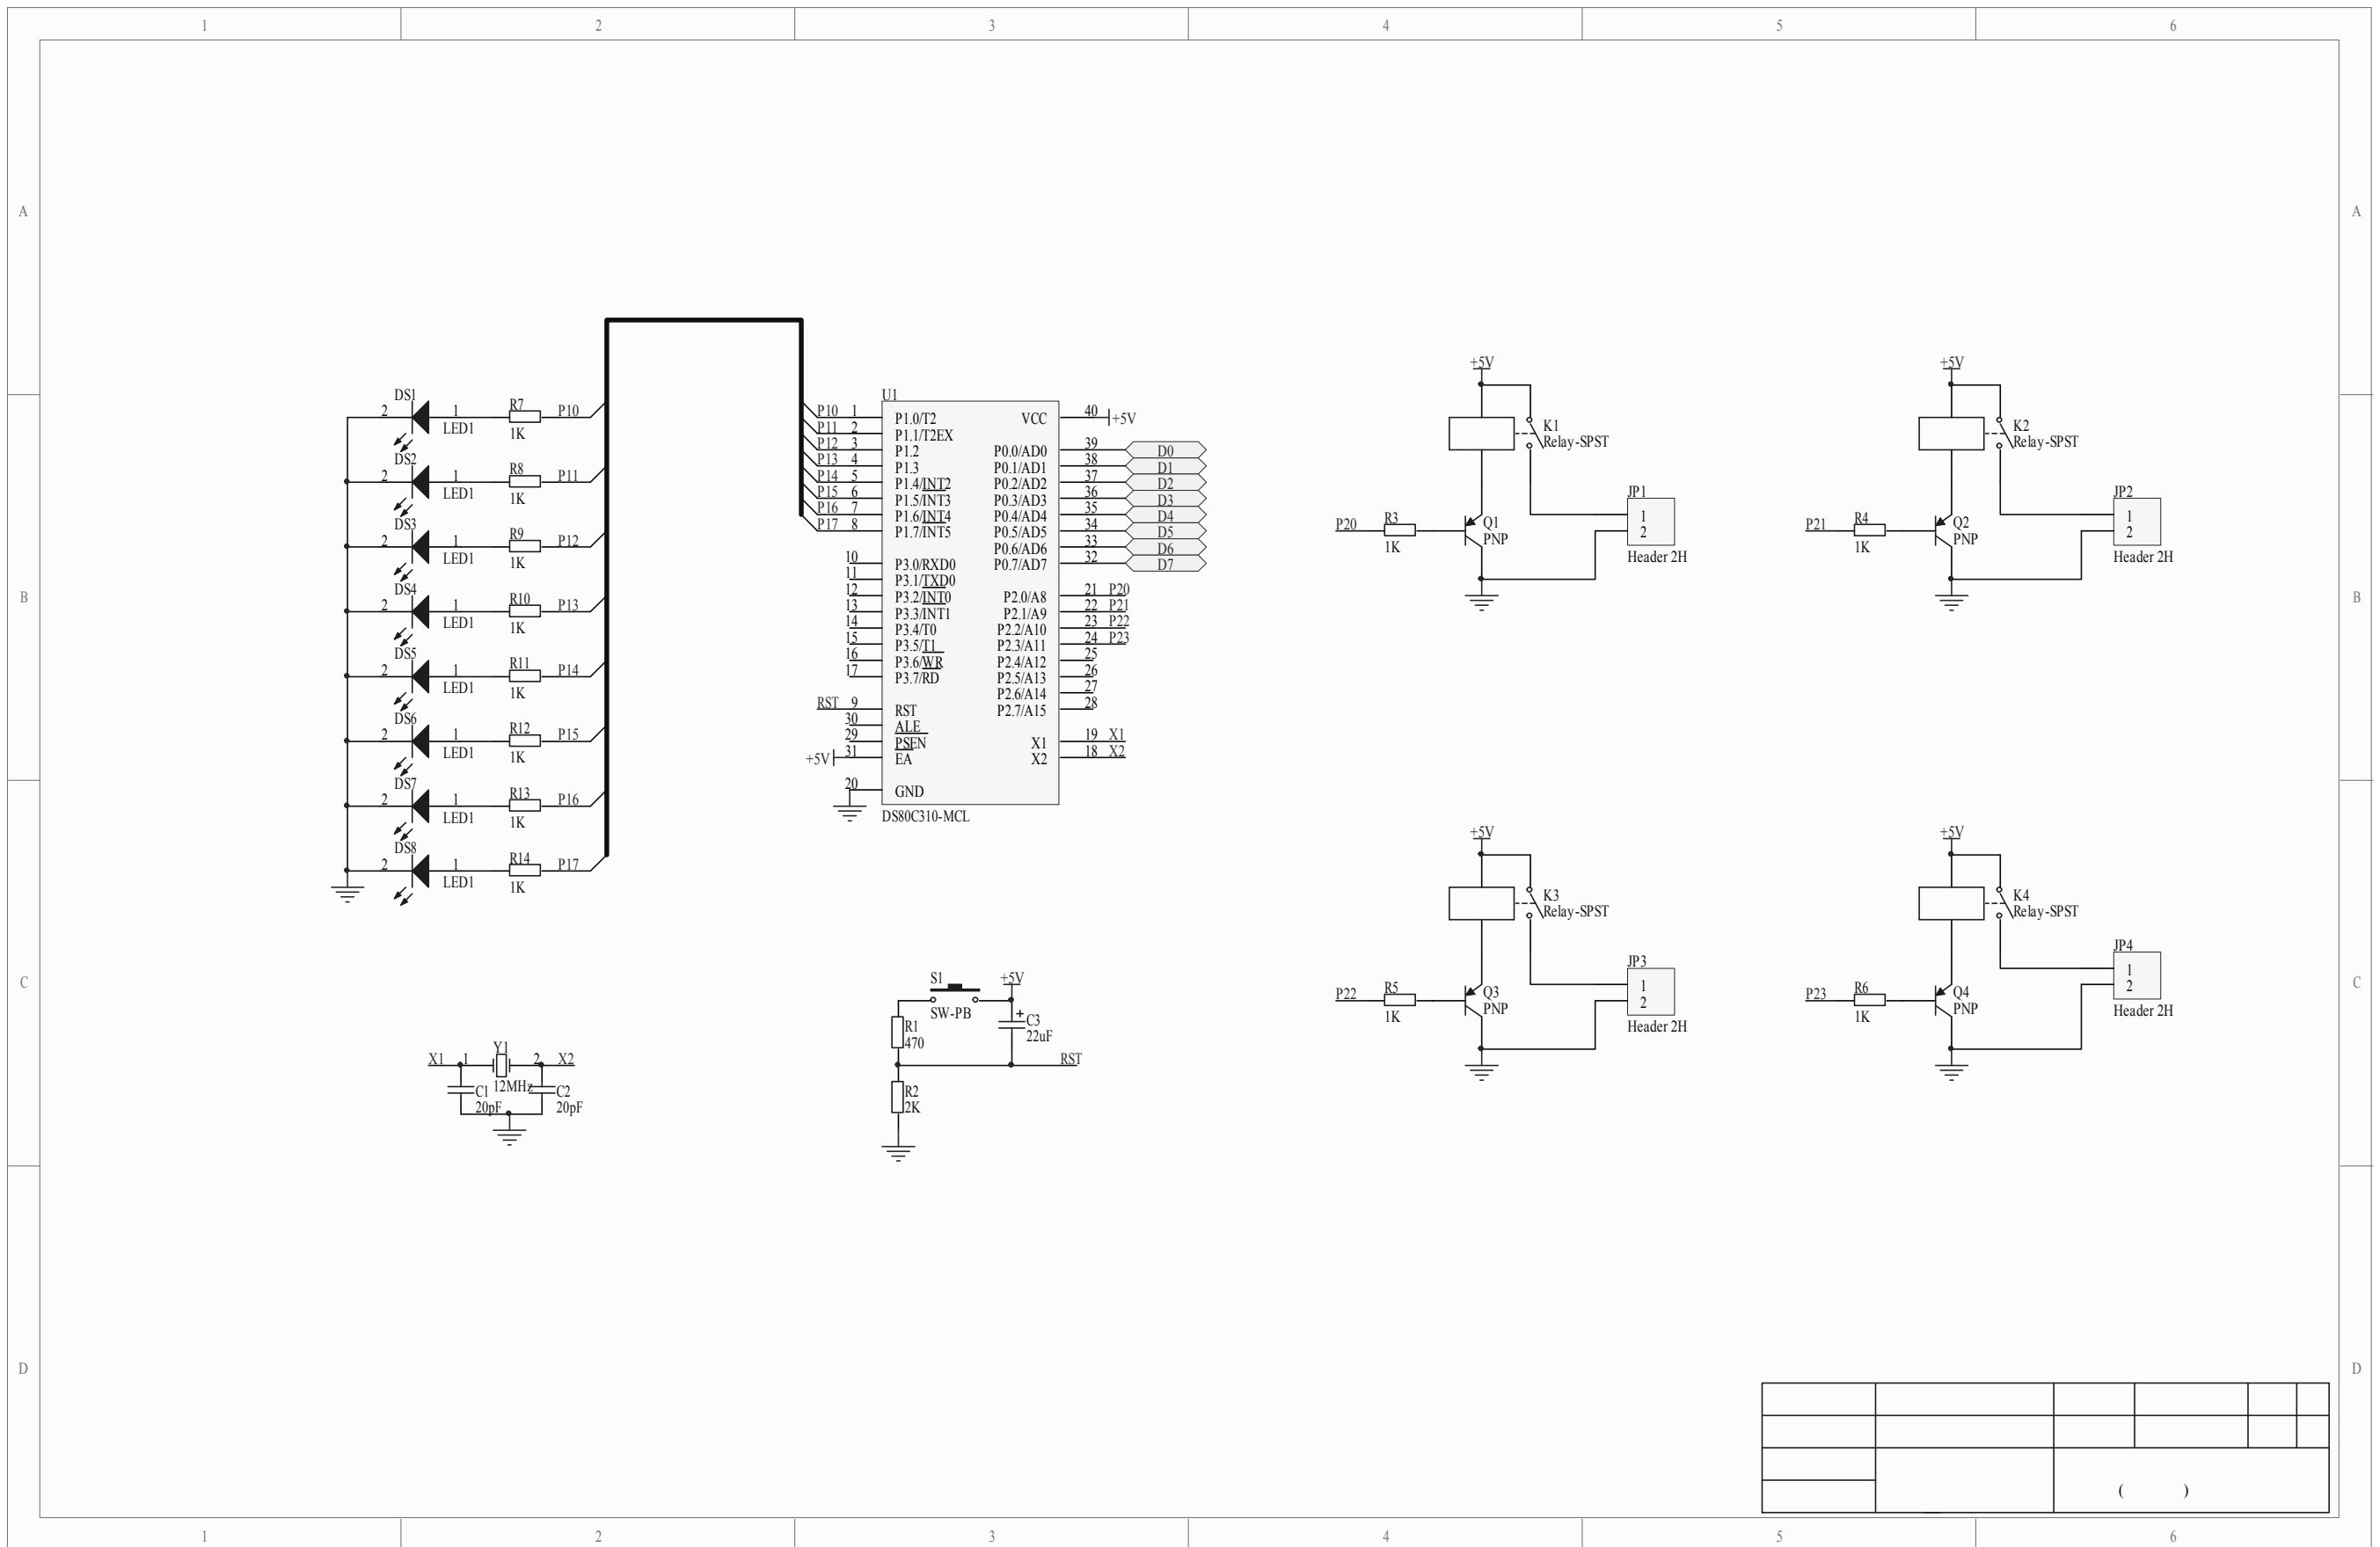 1 2 3 4 5 6
A A
B B
C C
D D
DS1
2 1 R7 P10
LED1 1K
DS2
2 1 R8 P11
LED1 1K
DS3
2 1 R9 P12
LED1 1K
DS4
2 1 R10 P13
LED1 1K
DS5
2 1 R11 P14
LED1 1K
DS6
2 1 R12 P15
LED1 1K
DS7
2 1 R13 P16
LED1 1K
DS8
2 1 R14 P17
LED1 1K
U1
P10 1 P1.0/T2 VCC 40 +5V
P11 2 P1.1/T2EX
P12 3 P1.2 P0.0/AD0 39 D0
P13 4 P1.3 P0.1/AD1 38 D1
P14 5 P1.4/INT2 P0.2/AD2 37 D2
P15 6 P1.5/INT3 P0.3/AD3 36 D3
P16 7 P1.6/INT4 P0.4/AD4 35 D4
P17 8 P1.7/INT5 P0.5/AD5 34 D5
P0.6/AD6 33 D6
10 P3.0/RXD0 P0.7/AD7 32 D7
11 P3.1/TXD0
12 P3.2/INT0 P2.0/A8 21 P20
13 P3.3/INT1 P2.1/A9 22 P21
14 P3.4/T0 P2.2/A10 23 P22
15 P3.5/T1 P2.3/A11 24 P23
16 P3.6/WR P2.4/A12 25
17 P3.7/RD P2.5/A13 26
P2.6/A14 27
RST 9 RST P2.7/A15 28
30 ALE
29 PSEN X1 19 X1
+5V 31 EA X2 18 X2
20 GND
DS80C310-MCL
+5V
K1
Relay-SPST
JP1
1
2
Header 2H
P20 R3
1K
Q1
PNP
+5V
K2
Relay-SPST
JP2
1
2
Header 2H
P21 R4
1K
Q2
PNP
+5V
K3
Relay-SPST
JP3
1
2
Header 2H
P22 R5
1K
Q3
PNP
+5V
K4
Relay-SPST
JP4
1
2
Header 2H
P23 R6
1K
Q4
PNP
X1 1 Y1 2 X2
12MHz
C1
20pF
C2
20pF
S1 +5V
SW-PB
R1
470
+ C3
22uF
RST
R2
2K
( )
1 2 3 4 5 6